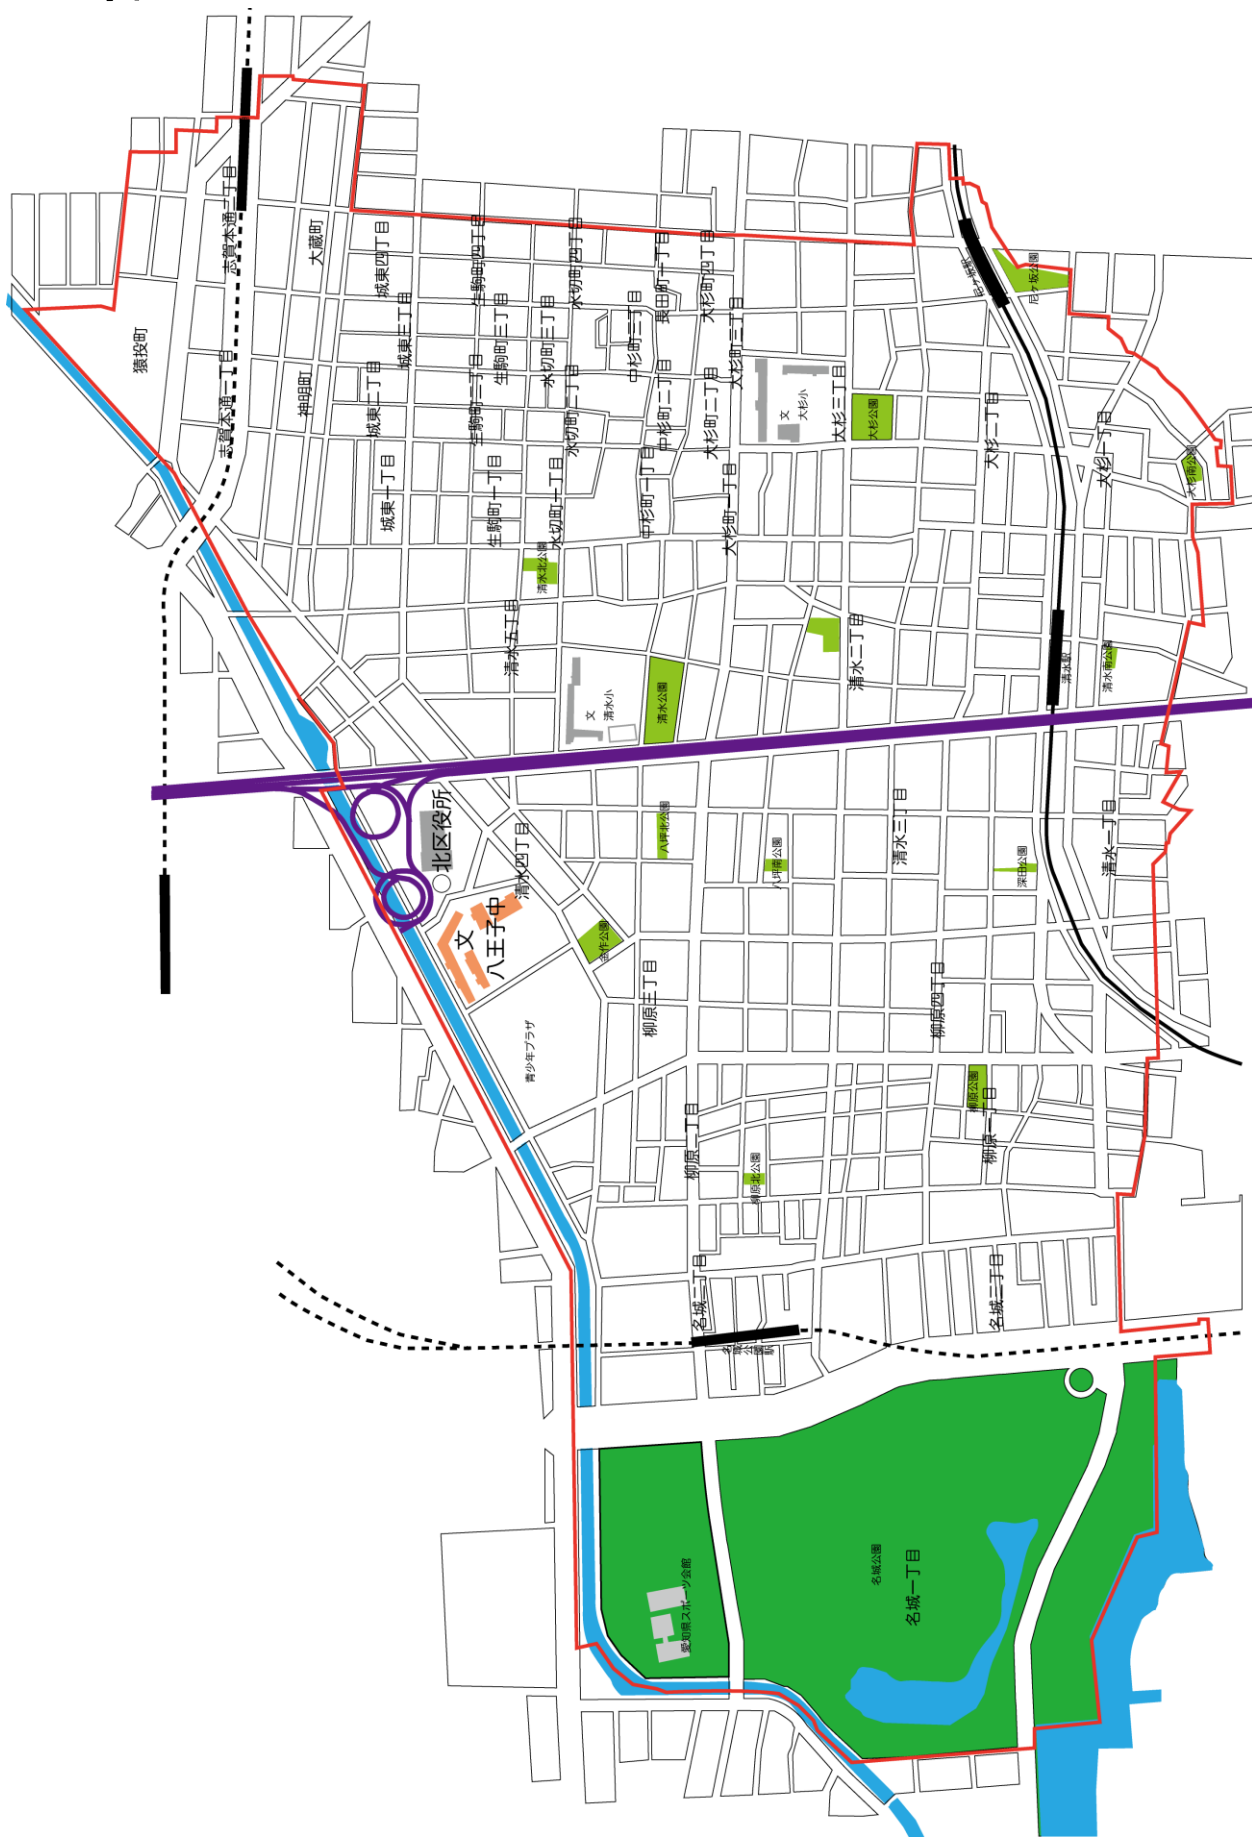 志賀本通二丁目
大蔵町
城東四丁目
生駒町四丁目
水切町四丁目
長田町一丁目
大杉町四丁目
尼ケ坂駅
尼ケ坂公園
猿投町
城東三丁目
生駒町三丁目
水切町三丁目
中杉町三丁目
大杉町三丁目
志賀本通一丁目
神明町
城東二丁目
生駒町二丁目
水切町二丁目
中杉町二丁目
大杉町二丁目
文
大杉小
大杉三丁目
大杉公園
大杉二丁目
大杉一丁目
大杉南公園
城東一丁目
生駒町一丁目
水切町一丁目
中杉町一丁目
大杉町一丁目
清水北公園
清水五丁目
文
清水小
清水公園
清水二丁目
清水駅
清水南公園
北区役所
清水四丁目
八坪北公園
八坪南公園
清水三丁目
深田公園
清水一丁目
文
八王子中
金作公園
柳原三丁目
柳原四丁目
青少年プラザ
柳原二丁目
柳原北公園
柳原公園
柳原一丁目
名城二丁目
名城公園駅
名城三丁目
愛知県スポーツ会館
名城公園
名城一丁目